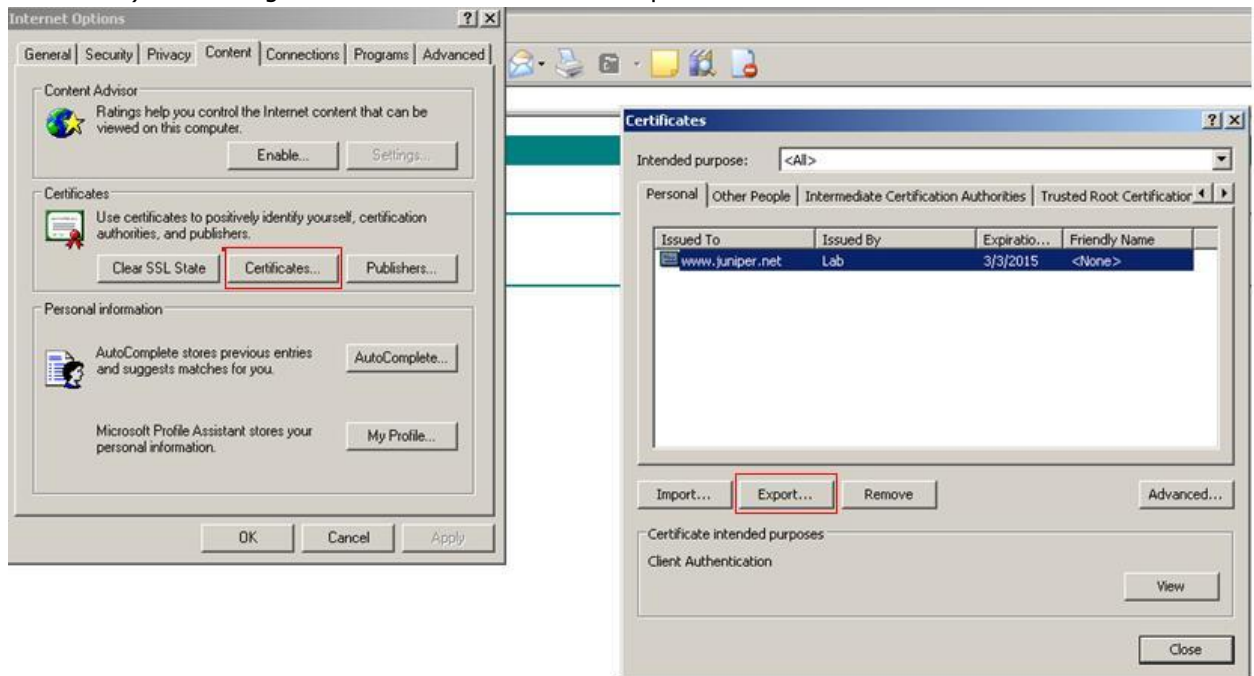 Internet Options
General Security Privacy Content Connections Programs Advanced
Content Advisor
Ratings help you control the Internet content that can be
viewed on this computer.
Enable... Settings...
Certificates
Use certificates to positively identify yourself, certification
authorities, and publishers.
Clear SSL State Certificates... Publishers...
Personal information
AutoComplete stores previous entries
and suggests matches for you.
AutoComplete...
Microsoft Profile Assistant stores your
personal information.
My Profile...
OK Cancel Apply
Certificates
Intended purpose: <All>
Personal Other People Intermediate Certification Authorities Trusted Root Certification
Issued To Issued By Expiratio... Friendly Name
www.juniper.net Lab 3/3/2015 <None>
Import... Export... Remove Advanced...
Certificate intended purposes
Client Authentication
View
Close